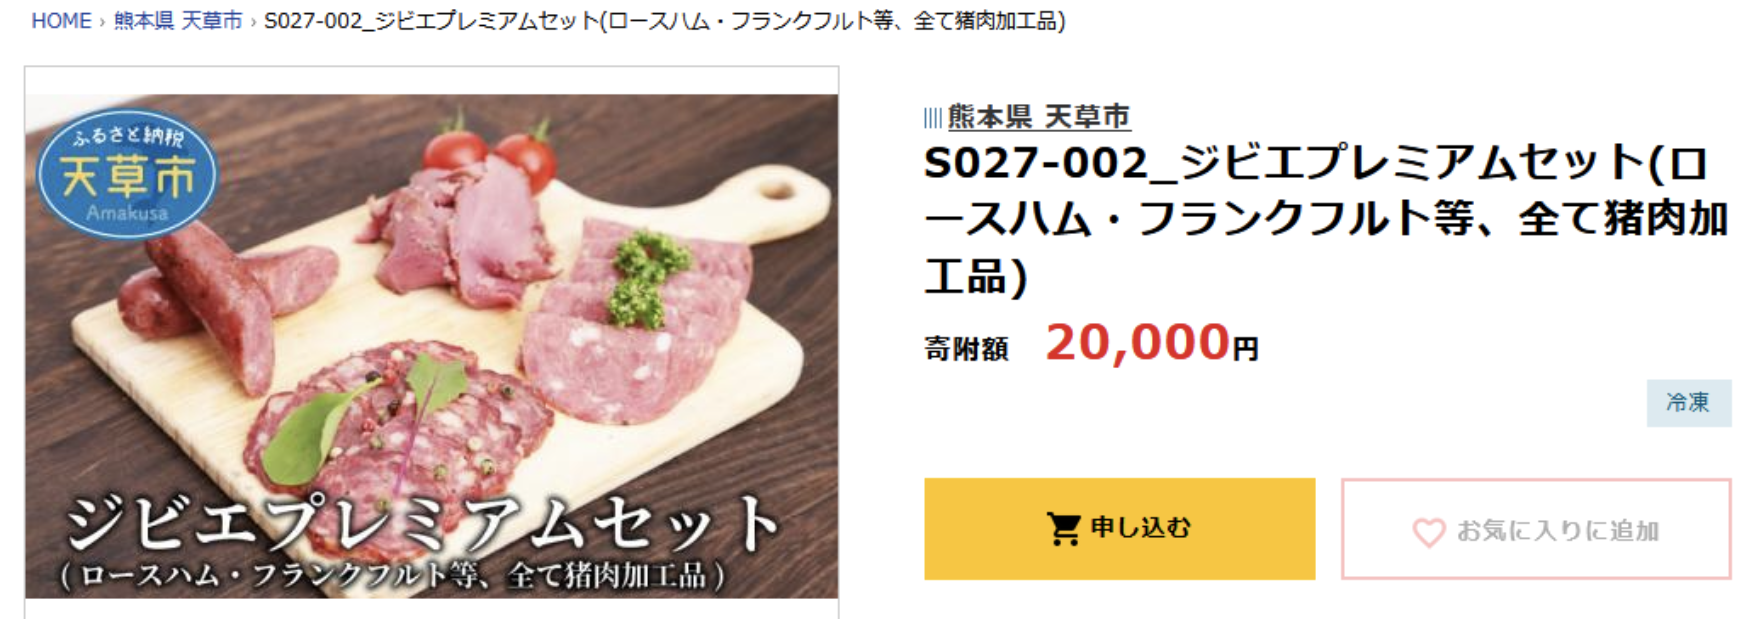 HOME › 熊本県 天草市 › S027-002_ジビエプレミアムセット(ロースハム・フランクフルト等、全て猪肉加工品)
ふるさと納税
天草市
Amakusa
ジビエプレミアムセット
(ロースハム・フランクフルト等、全て猪肉加工品)
熊本県 天草市
S027-002_ジビエプレミアムセット(ロ
ースハム・フランクフルト等、全て猪肉加
工品)
寄附額 20,000円
冷凍
申し込む
お気に入りに追加